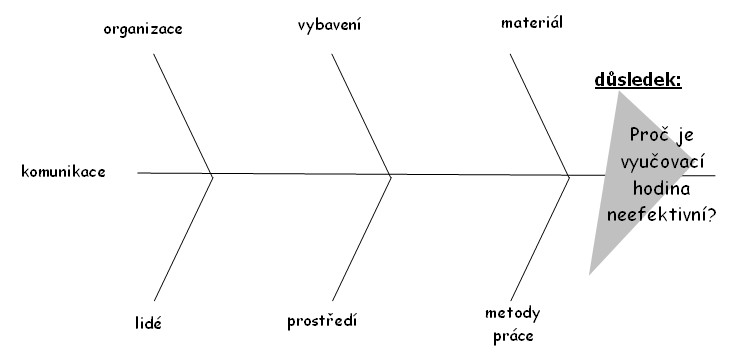 organizace
vybavení
materiál
důsledek:
Proč je
vyučovací
hodina
neefektivní?
komunikace
lidé
prostředí
metody
práce